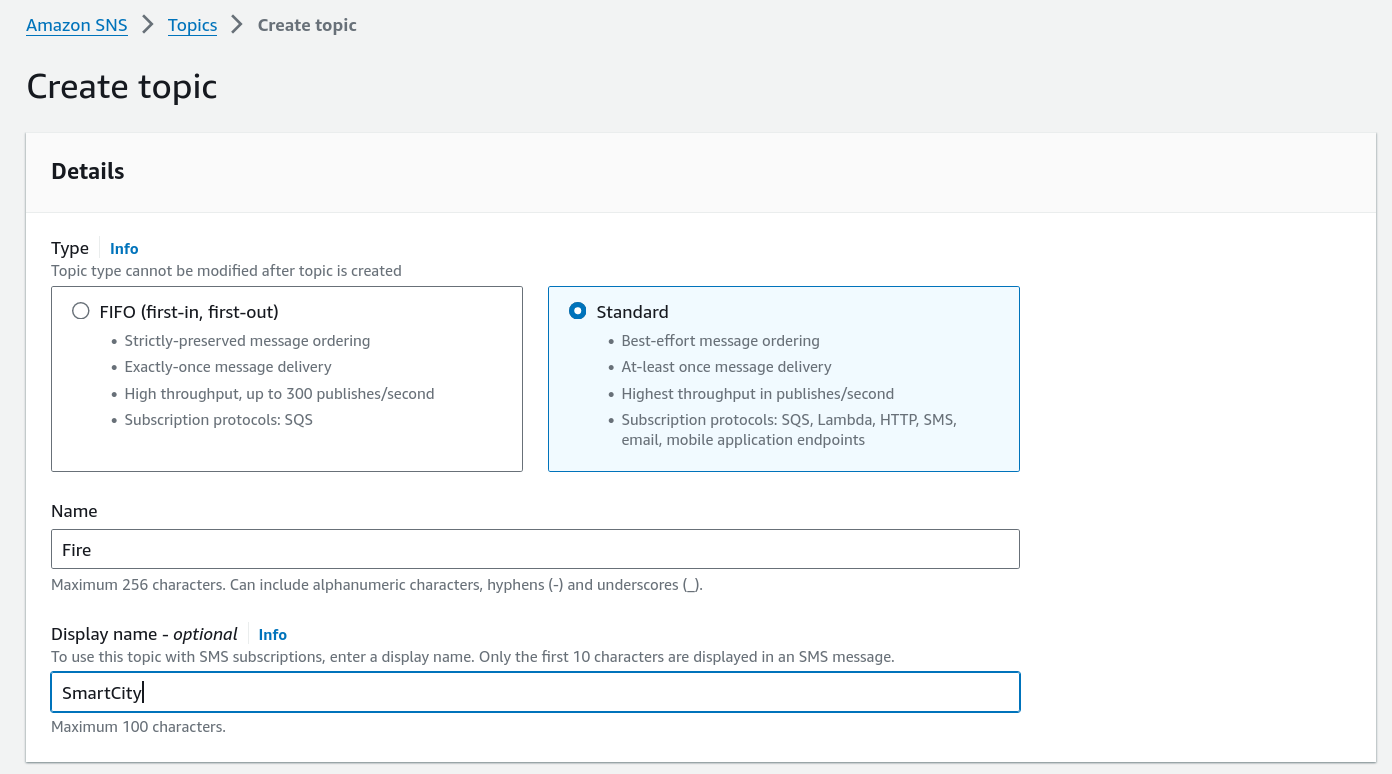 Amazon SNS > Topics > Create topic
Create topic
Details
Type Info
Topic type cannot be modified after topic is created
FIFO (first-in, first-out)
• Strictly-preserved message ordering
• Exactly-once message delivery
• High throughput, up to 300 publishes/second
• Subscription protocols: SQS
Standard
• Best-effort message ordering
• At-least once message delivery
• Highest throughput in publishes/second
• Subscription protocols: SQS, Lambda, HTTP, SMS,
email, mobile application endpoints
Name
Fire
Maximum 256 characters. Can include alphanumeric characters, hyphens (-) and underscores (_).
Display name - optional Info
To use this topic with SMS subscriptions, enter a display name. Only the first 10 characters are displayed in an SMS message.
SmartCity
Maximum 100 characters.